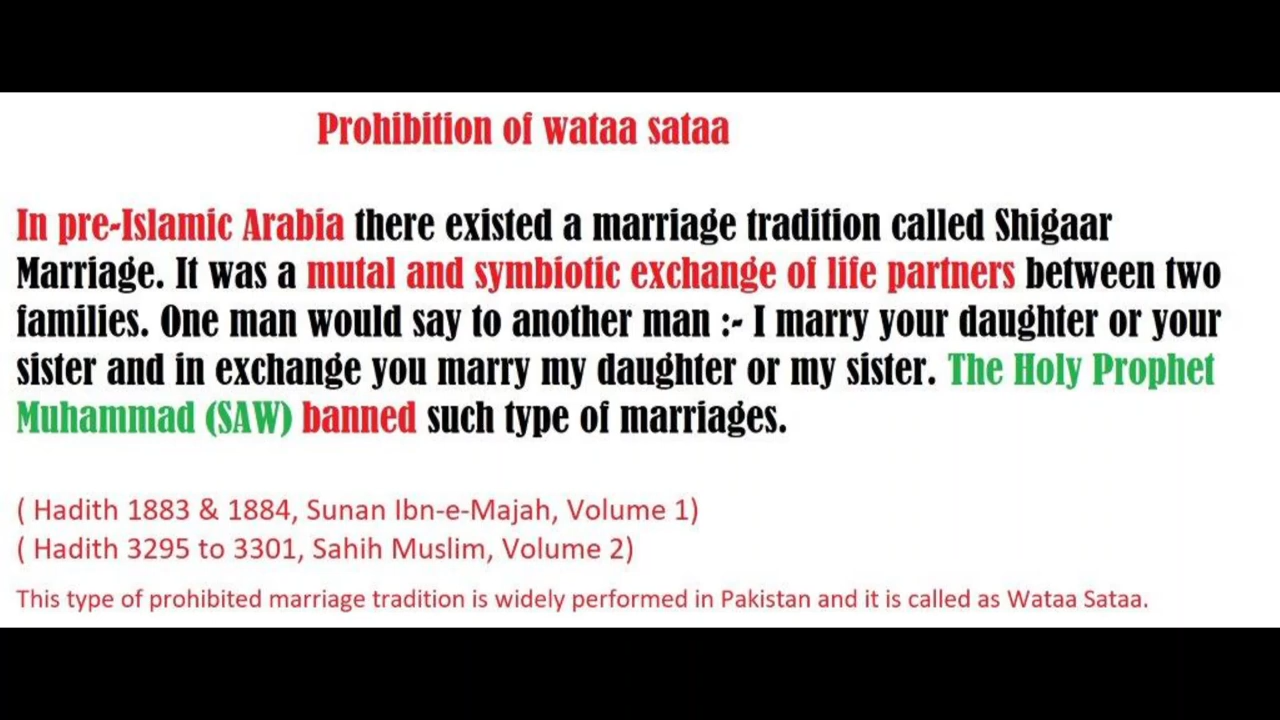 Prohibition of wataa sataa
In pre-Islamic Arabia there existed a marriage tradition called Shigaar
Marriage. It was a mutal and symbiotic exchange of life partners between two
families. One man would say to another man :- I marry your daughter or your
sister and in exchange you marry my daughter or my sister. The Holy Prophet
Muhammad (SAW) banned such type of marriages.
( Hadith 1883 & 1884, Sunan Ibn-e-Majah, Volume 1)
( Hadith 3295 to 3301, Sahih Muslim, Volume 2)
This type of prohibited marriage tradition is widely performed in Pakistan and it is called as Wataa Sataa.